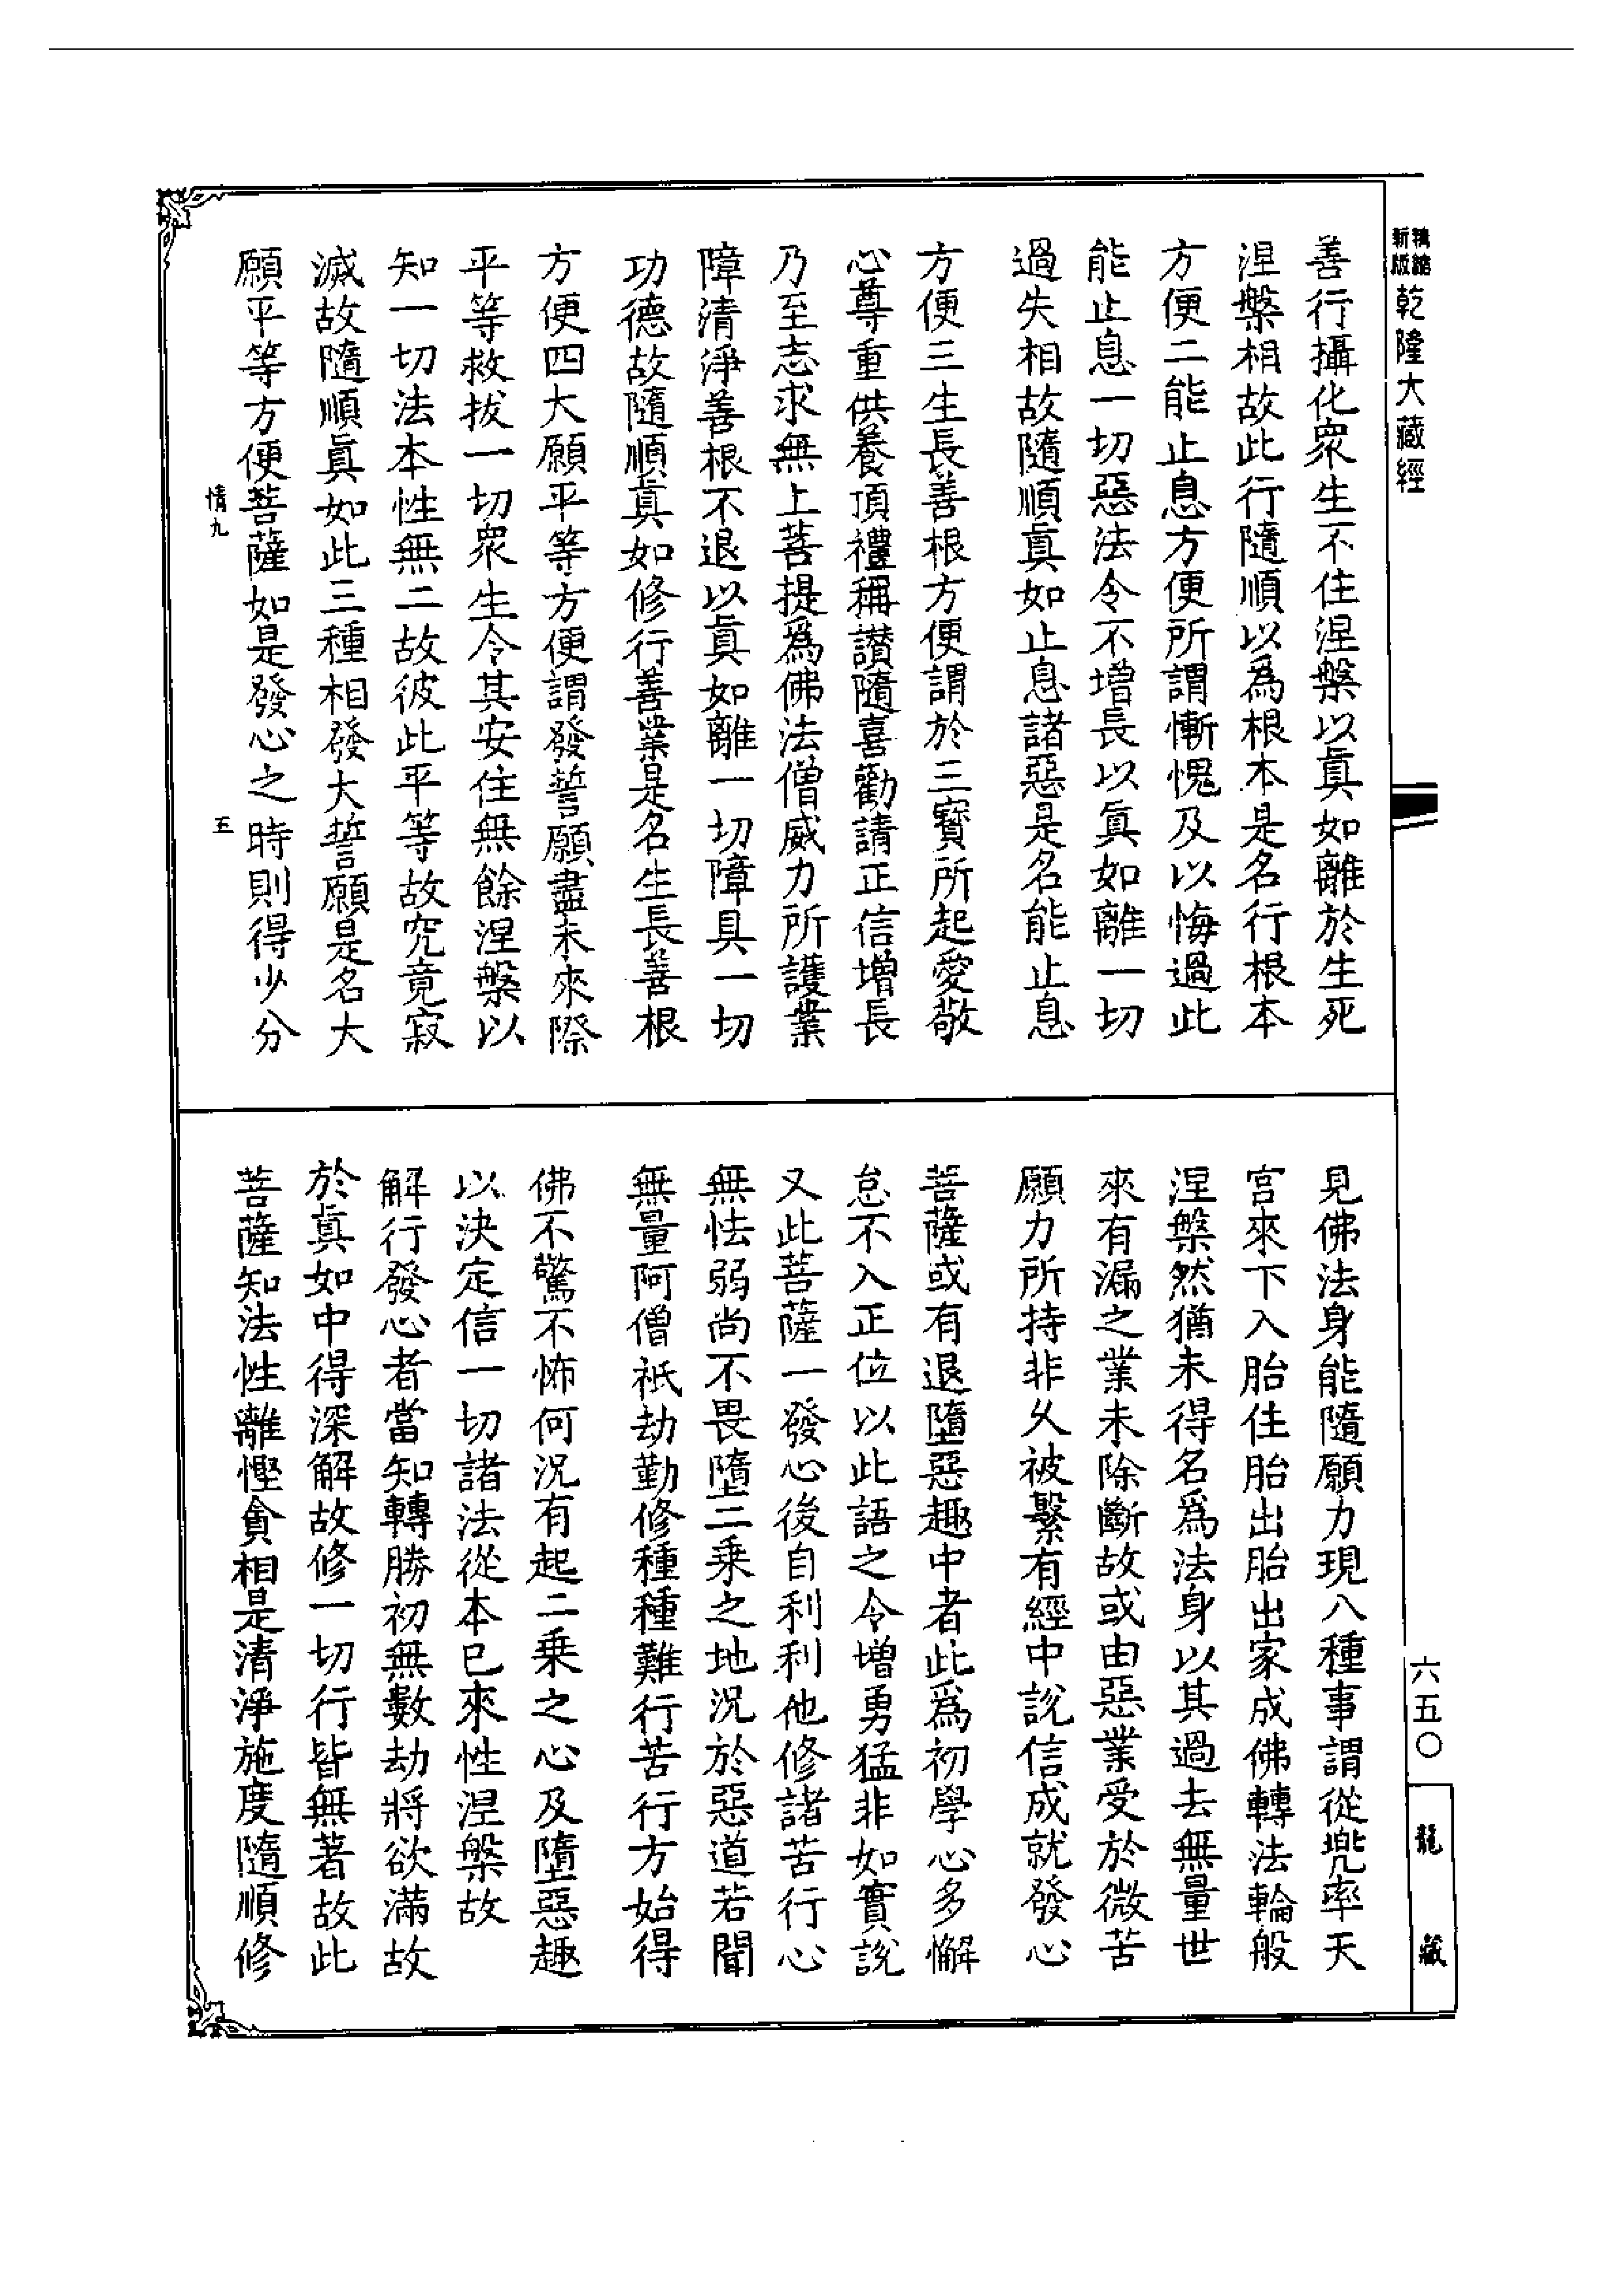 新版精縮
乾隆大藏經
善行攝化衆生不住涅槃以眞如離於生死
涅槃相故此行隨順以爲根本是名行根本
方便二能止息方便所謂慚愧及以悔過此
能止息一切惡法令不增長以眞如離一切
過失相故隨順眞如止息諸惡是名能止息
方便三生長善根方便謂於三寶所起愛敬
心尊重供養頂禮稱讃隨喜勸請正信增長
乃至志求無上菩提爲佛法僧威力所護業
障清淨善根不退以眞如離一切障具一切
功德故隨順眞如修行善業是名生長善根
方便四大願平等方便謂發誓願盡未來際
平等救拔一切衆生令其安住無餘涅槃以
知一切法本性無二故彼此平等故究竟寂
滅故隨順眞如此三種相發大誓願是名大
願平等方便菩薩如是發心之時則得少分
情九
五
見佛法身能隨願力現八種事謂從兜率天
宮來下入胎住胎出胎出家成佛轉法輪般
涅槃然猶未得名爲法身以其過去無量世
來有漏之業未除斷故或由惡業受於微苦
願力所持非久被繫有經中說信成就發心
菩薩或有退墮惡趣中者此爲初學心多懈
怠不入正位以此語之令增勇猛非如實說
又此菩薩一發心後自利利他修諸苦行心
無怯弱尚不畏墮二乘之地況於惡道若聞
無量阿僧祇劫勤修種種難行苦行方始得
佛不驚不怖何況有起二乘之心及墮惡趣
以決定信一切諸法從本已來性涅槃故
解行發心者當知轉勝初無數劫將欲滿故
於眞如中得深解故修一切行皆無著故此
菩薩知法性離慳貪相是清淨施度隨順修
六五〇
龍藏